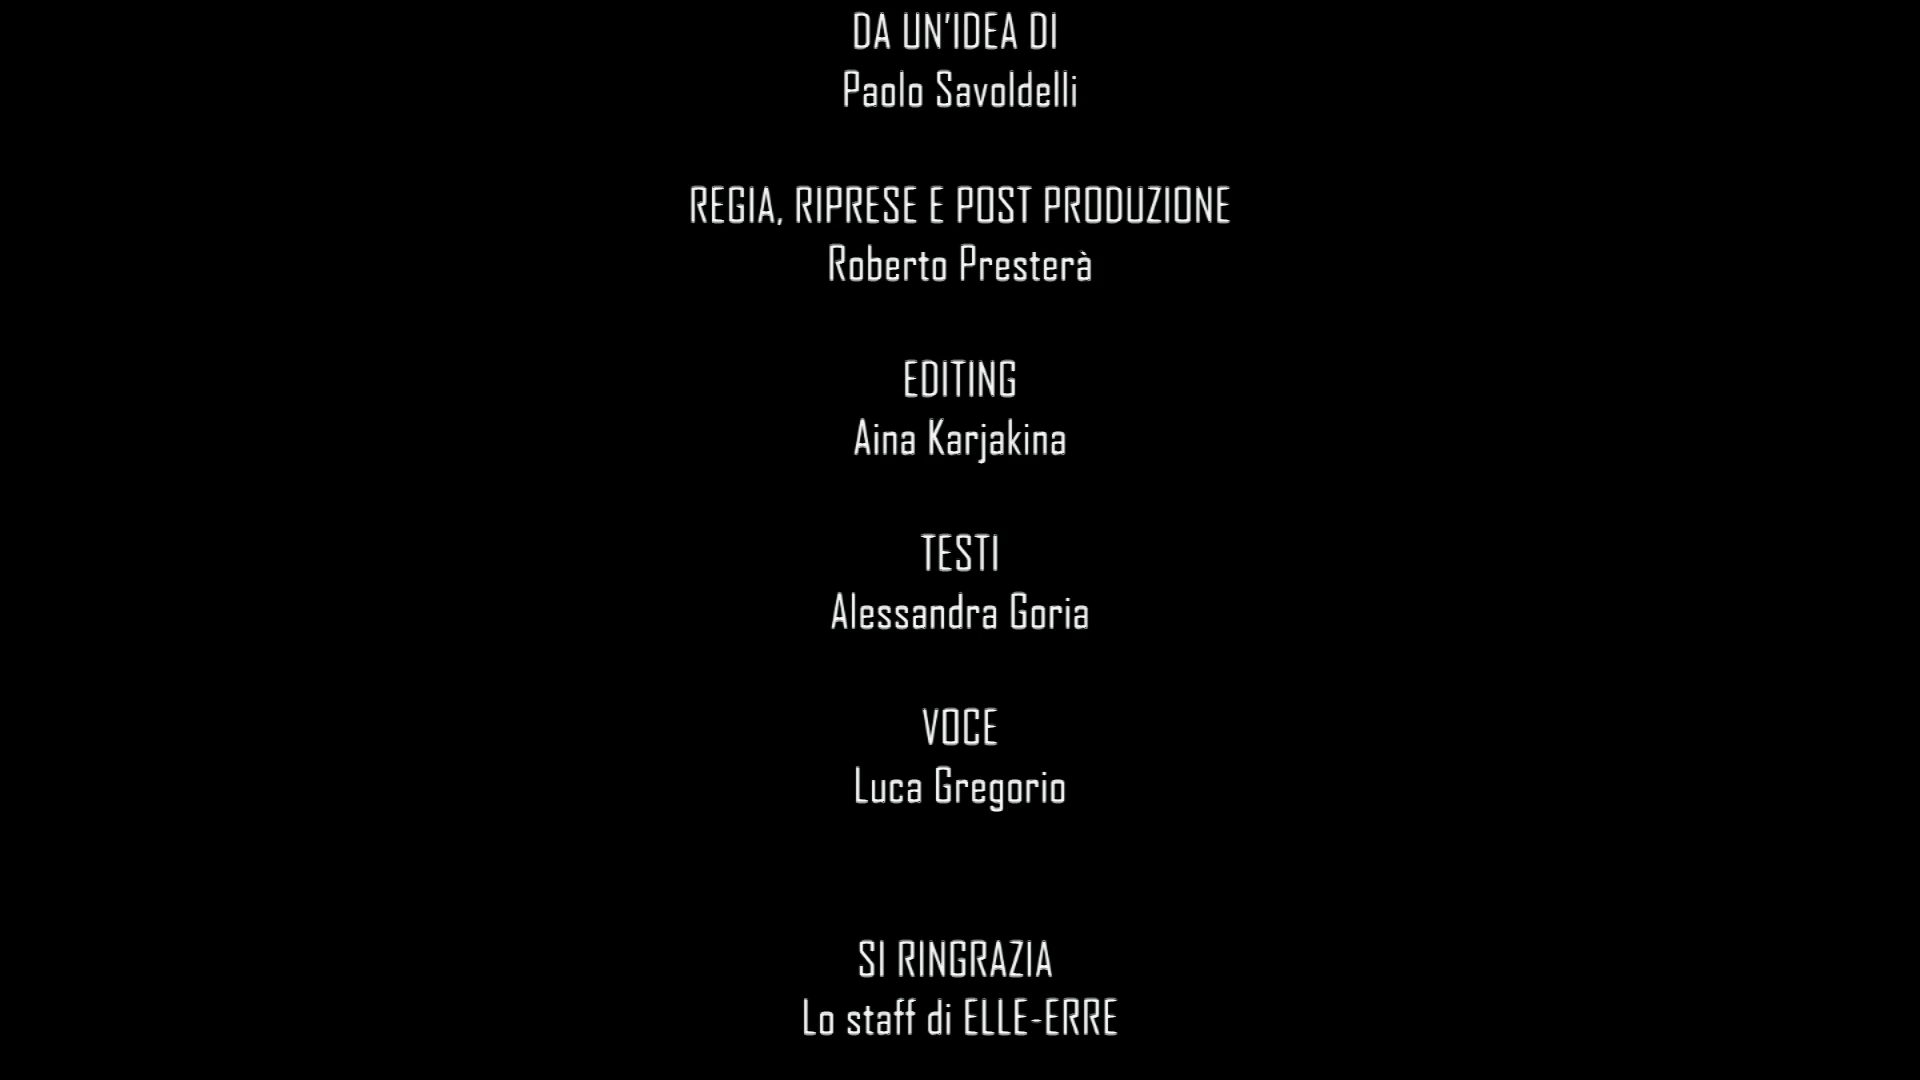 DA UN'IDEA DI
Paolo Savoldelli
REGIA, RIPRESE E POST PRODUZIONE
Roberto Presterà
EDITING
Aina Karjakina
TESTI
Alessandra Goria
VOCE
Luca Gregorio
SI RINGRAZIA
Lo staff di ELLE-ERRE